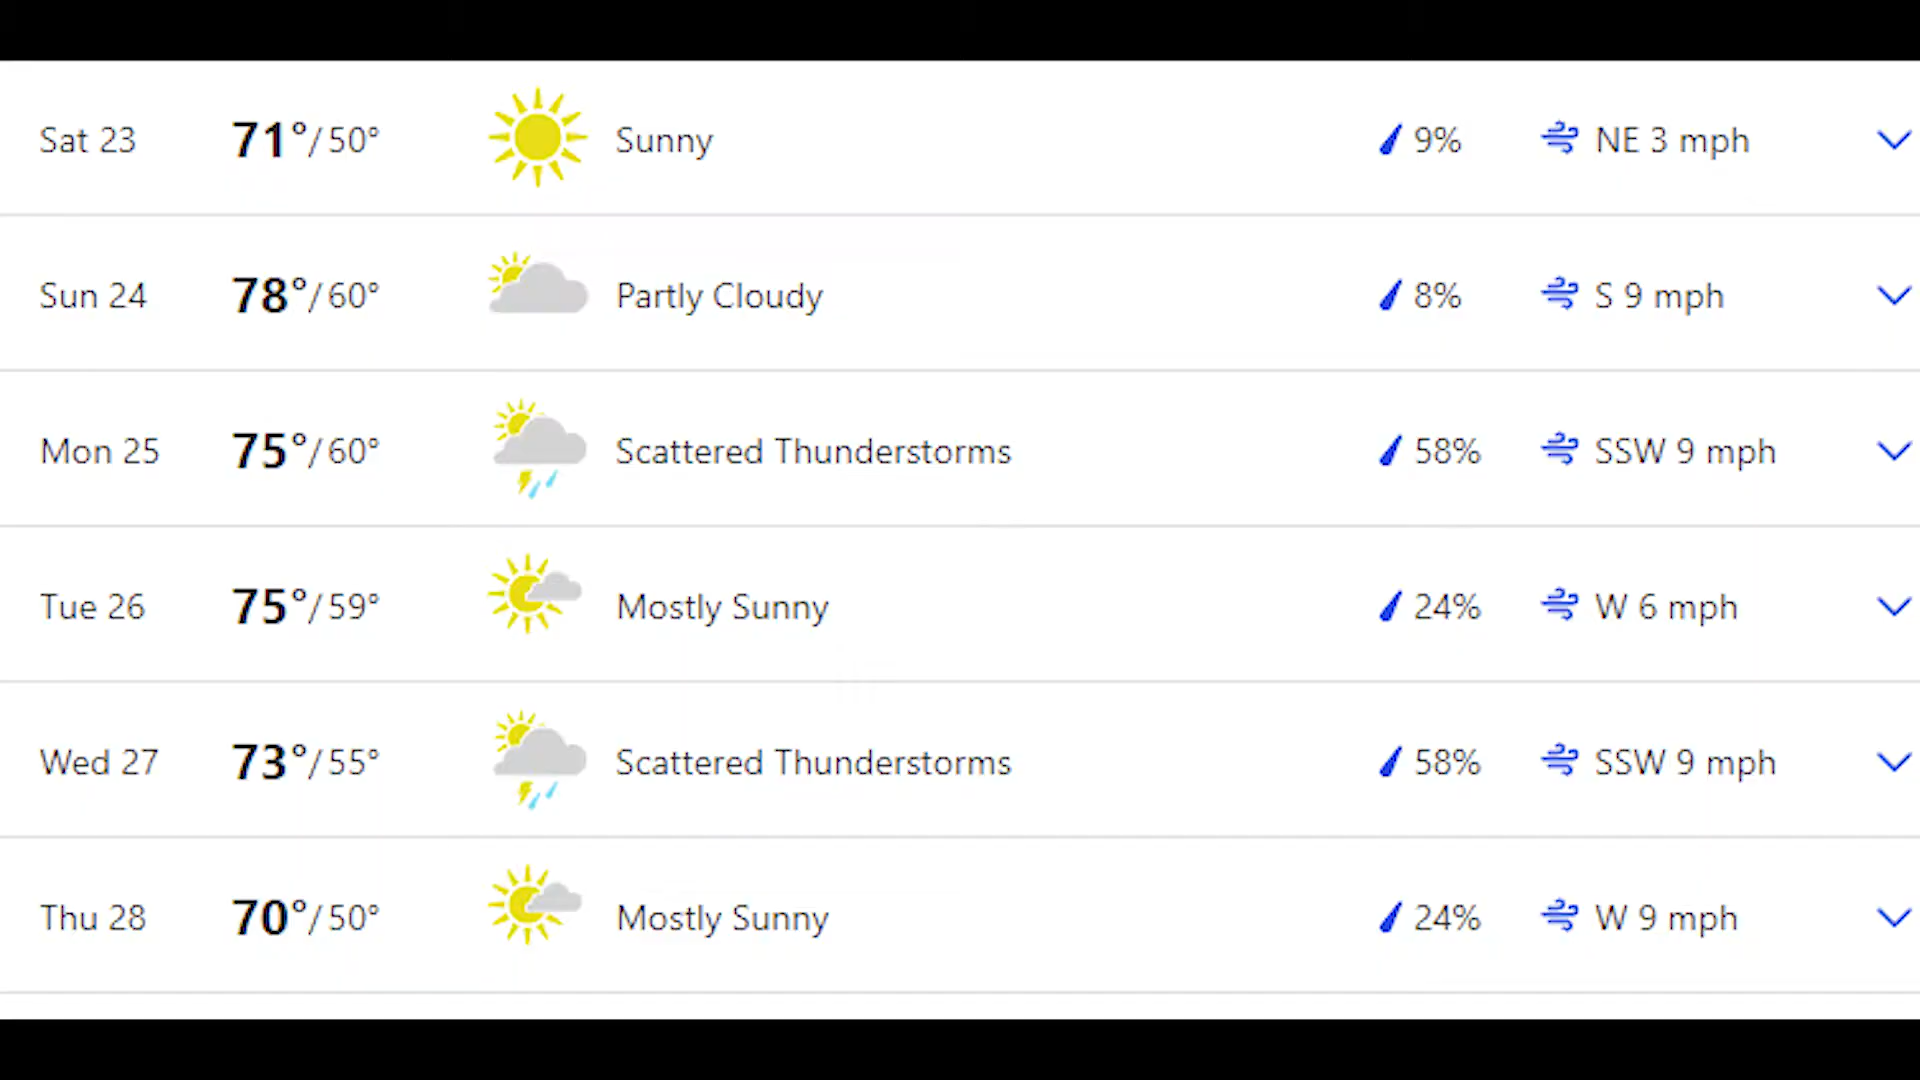 Sat 23 71°/50° Sunny 9% NE 3 mph
Sun 24 78°/60° Partly Cloudy 8% S 9 mph
Mon 25 75°/60° Scattered Thunderstorms 58% SSW 9 mph
Tue 26 75°/59° Mostly Sunny 24% W 6 mph
Wed 27 73°/55° Scattered Thunderstorms 58% SSW 9 mph
Thu 28 70°/50° Mostly Sunny 24% W 9 mph